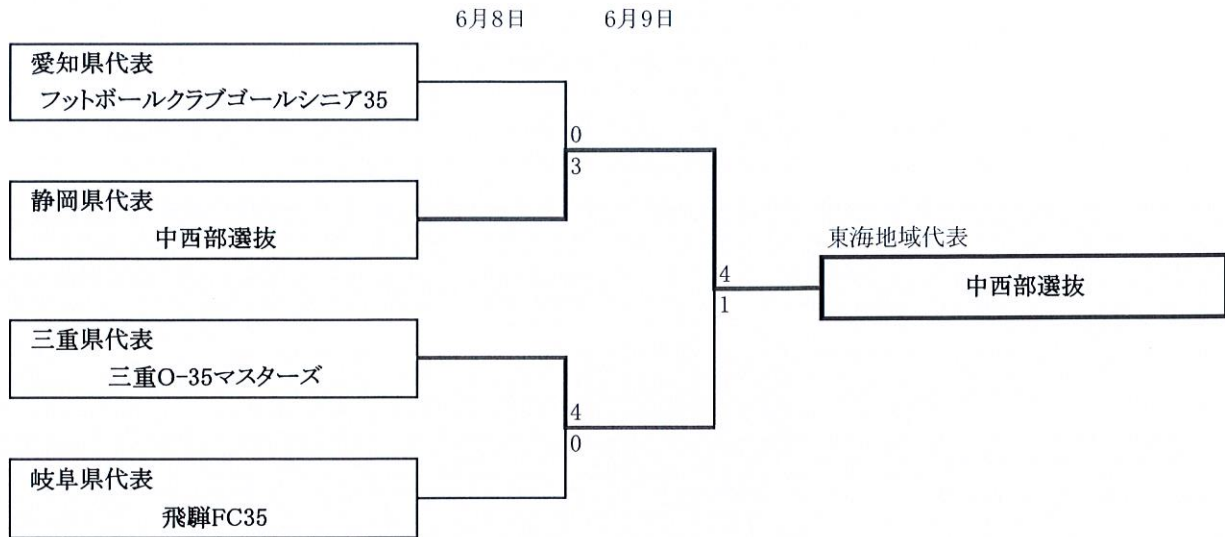 6月8日 6月9日
愛知県代表
フットボールクラブゴールシニア35
0
3
静岡県代表
中西部選抜
東海地域代表
中西部選抜
4
1
三重県代表
三重O-35マスターズ
4
0
岐阜県代表
飛騨FC35